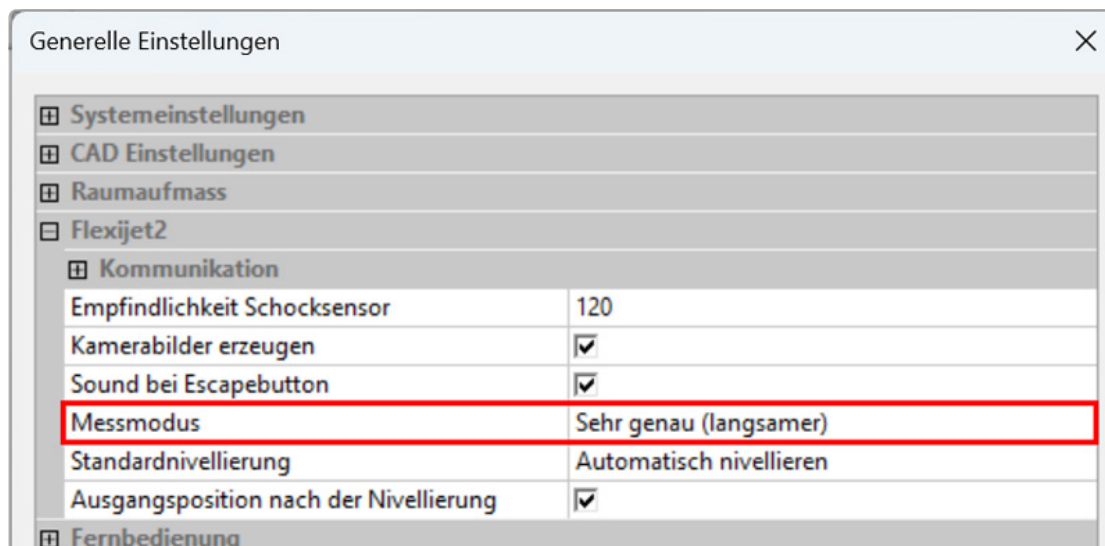 Generelle Einstellungen
Systemeinstellungen
CAD Einstellungen
Raumaufmass
Flexijet2
Kommunikation
Empfindlichkeit Schocksensor 120
Kamerabilder erzeugen
Sound bei Escapebutton
Messmodus Sehr genau (langsamer)
Standardnivellierung Automatisch nivellieren
Ausgangsposition nach der Nivellierung
Fernbedienung